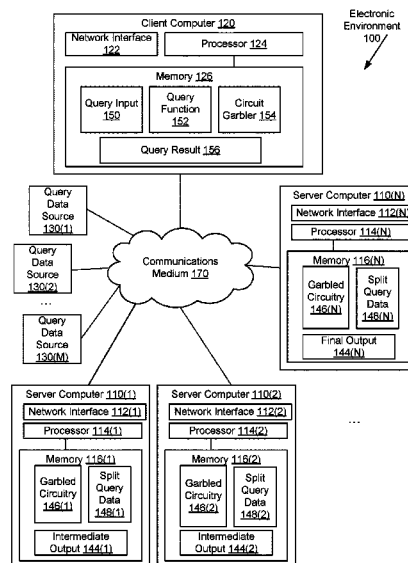 Electronic
Environment
100
Client Computer 120
Network Interface
122
Processor 124
Memory 126
Query Input
150
Query
Function
152
Circuit
Garbler 154
Query Result 156
Query
Data
Source
130(1)
Query
Data
Source
130(2)
...
Query
Data
Source
130(M)
Communications
Medium 170
Server Computer 110(N)
Network Interface 112(N)
Processor 114(N)
Memory 116(N)
Garbled
Circuitry
146(N)
Split
Query
Data
148(N)
Final Output
144(N)
Server Computer 110(1)
Network Interface 112(1)
Processor 114(1)
Memory 116(1)
Garbled
Circuitry
146(1)
Split
Query
Data
148(1)
Intermediate
Output 144(1)
Server Computer 110(2)
Network Interface 112(2)
Processor 114(2)
Memory 116(2)
Garbled
Circuitry
146(2)
Split
Query
Data
148(2)
Intermediate
Output 144(2)
...